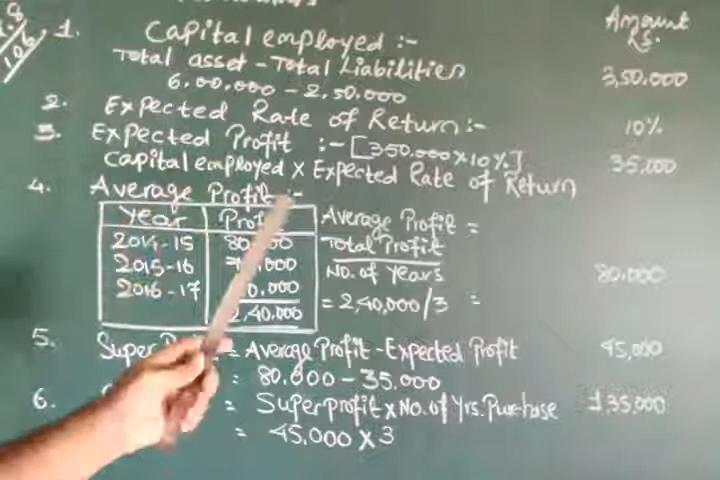 Amount
Rs.
1. Capital employed :-
Total asset - Total Liabilities
6,00,000 - 2,50,000 3,50,000
2. Expected Rate of Return :- 10%
3. Expected Profit :- [350,000 X 10%.] 35,000
Capital employed X Expected Rate of Return
4. Average Profit :-
Year
2014-15
2015-16
2016-17
2,40,000
Average Profit =
Total Profit
No. of Years 80,000
= 2,40,000/3 =
5. Super = Average Profit - Expected Profit 45,000
= 80,000 - 35,000
6. = Super profit X No. of Yrs. Purchase 1,35,000
= 45,000 X 3